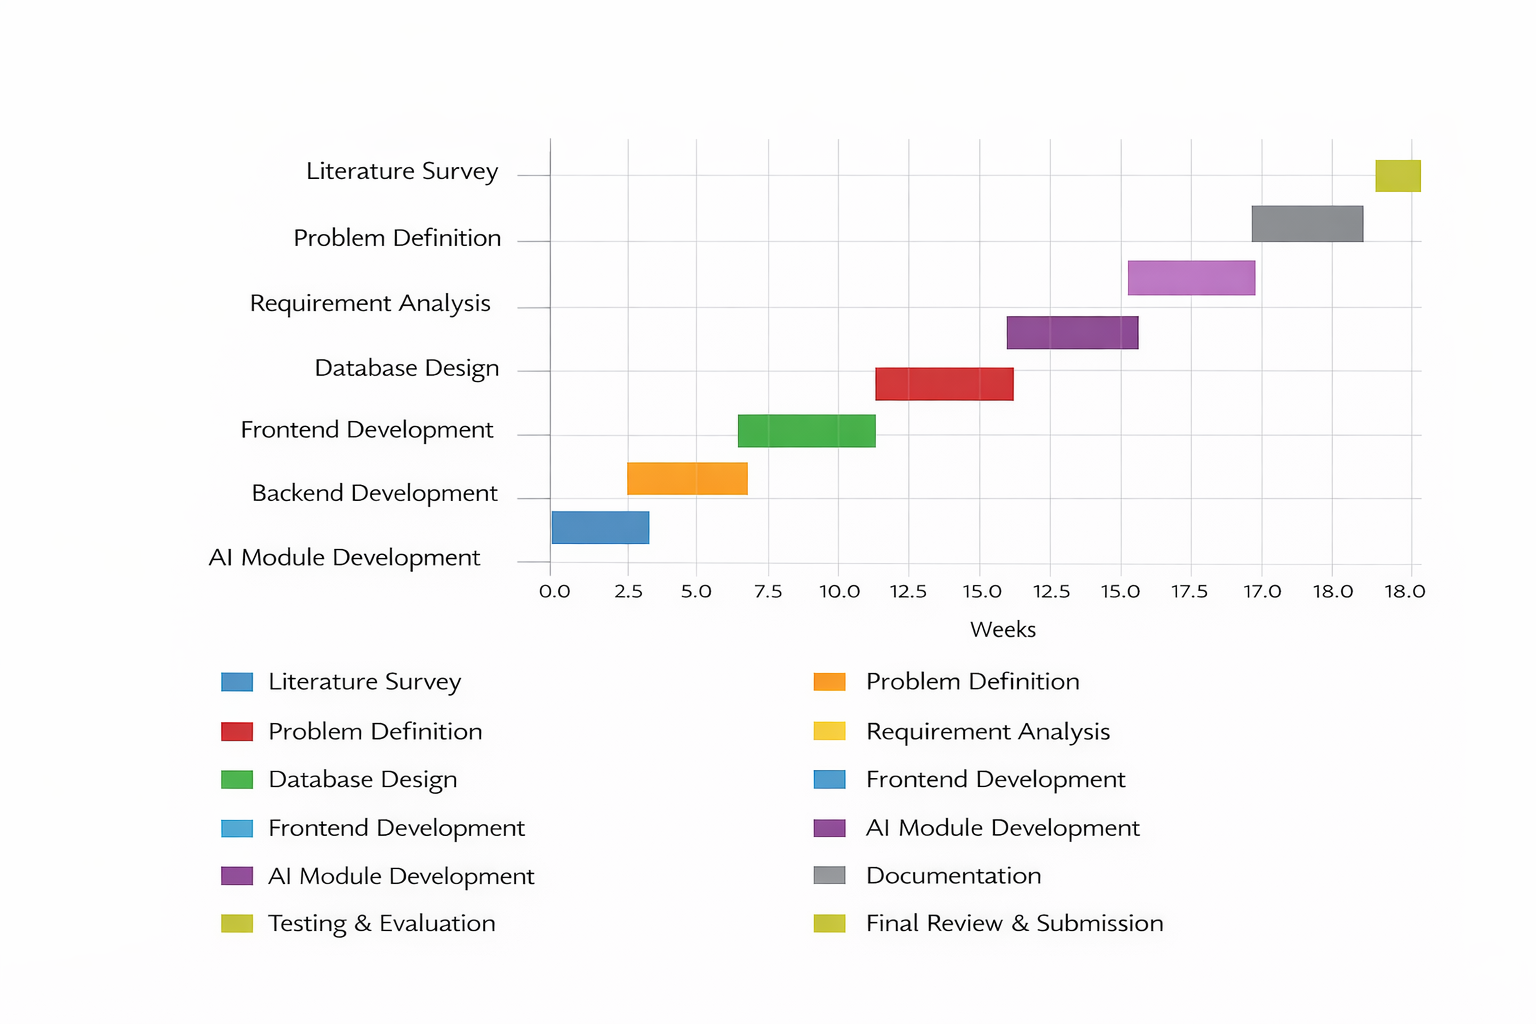 Literature Survey
Problem Definition
Requirement Analysis
Database Design
Frontend Development
Backend Development
AI Module Development
0.0 2.5 5.0 7.5 10.0 12.5 15.0 12.5 15.0 17.5 17.0 18.0 18.0
Weeks
Literature Survey Problem Definition
Problem Definition Requirement Analysis
Database Design Frontend Development
Frontend Development AI Module Development
AI Module Development Documentation
Testing & Evaluation Final Review & Submission